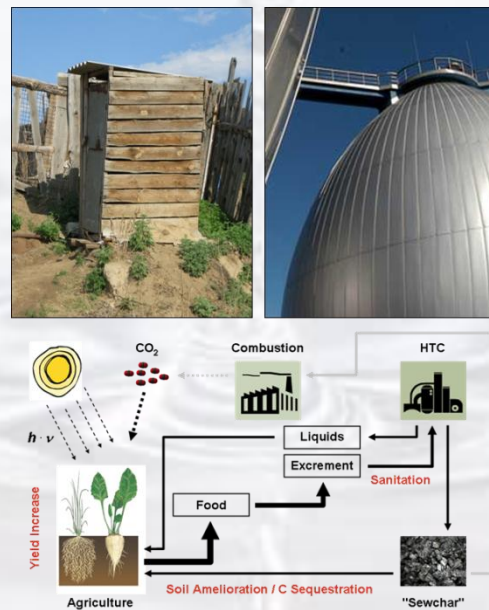 CO2
Combustion
HTC
h · ν
Liquids
Excrement
Sanitation
Food
Yield Increase
Soil Amelioration / C Sequestration
Agriculture
"Sewchar"